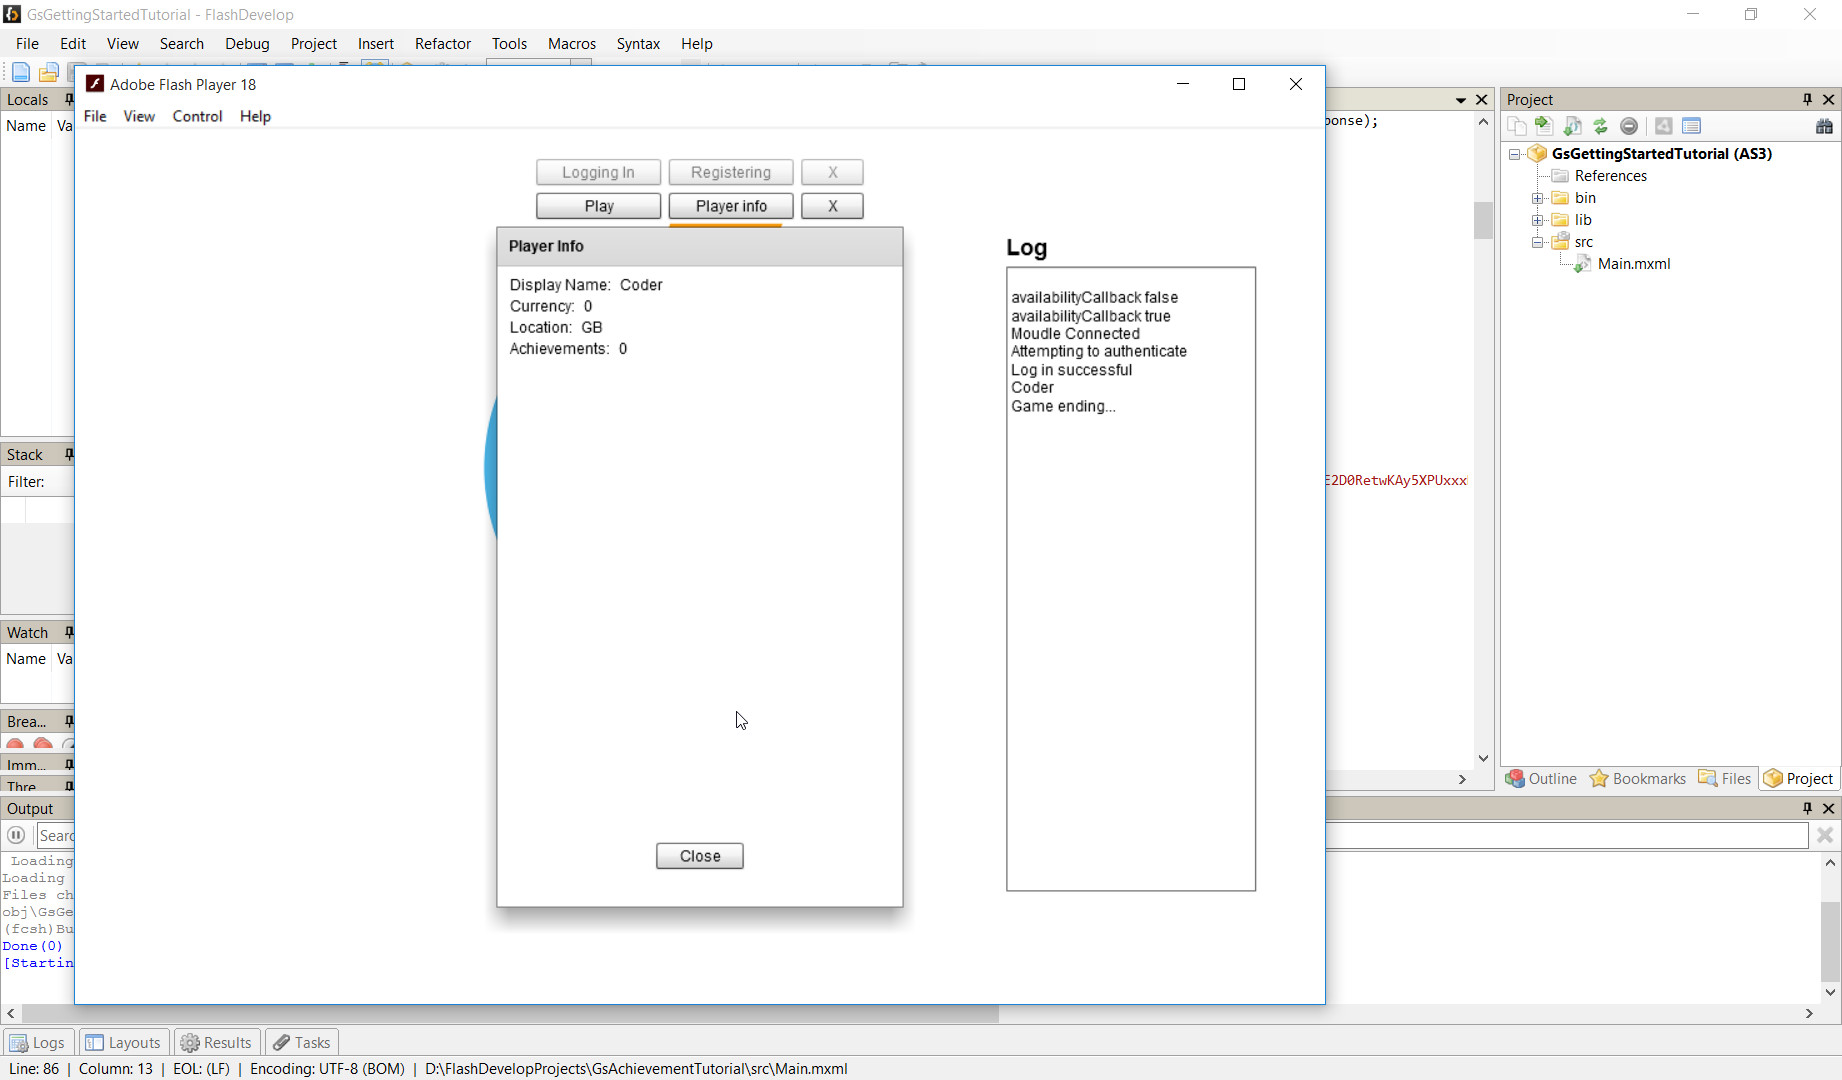 GsGettingStartedTutorial - FlashDevelop
File Edit View Search Debug Project Insert Refactor Tools Macros Syntax Help
Adobe Flash Player 18
File View Control Help
Locals
Name
Logging In Registering X
Play Player info X
Player Info
Display Name: Coder
Currency: 0
Location: GB
Achievements: 0
Close
Log
availabilityCallback false
availabilityCallback true
Moudle Connected
Attempting to authenticate
Log in successful
Coder
Game ending...
onse);
E2D0RetwKAy5XPUxxx
Project
GsGettingStartedTutorial (AS3)
References
bin
lib
src
Main.mxml
Outline Bookmarks Files Project
Stack
Filter:
Watch
Name
Brea...
Imm...
Thre
Output
Loading
Loading
Files ch
obj\GsGe
(fcsh)Bu
Done(0)
[Startin
Logs Layouts Results Tasks
Line: 86 | Column: 13 | EOL: (LF) | Encoding: UTF-8 (BOM) | D:\FlashDevelopProjects\GsAchievementTutorial\src\Main.mxml